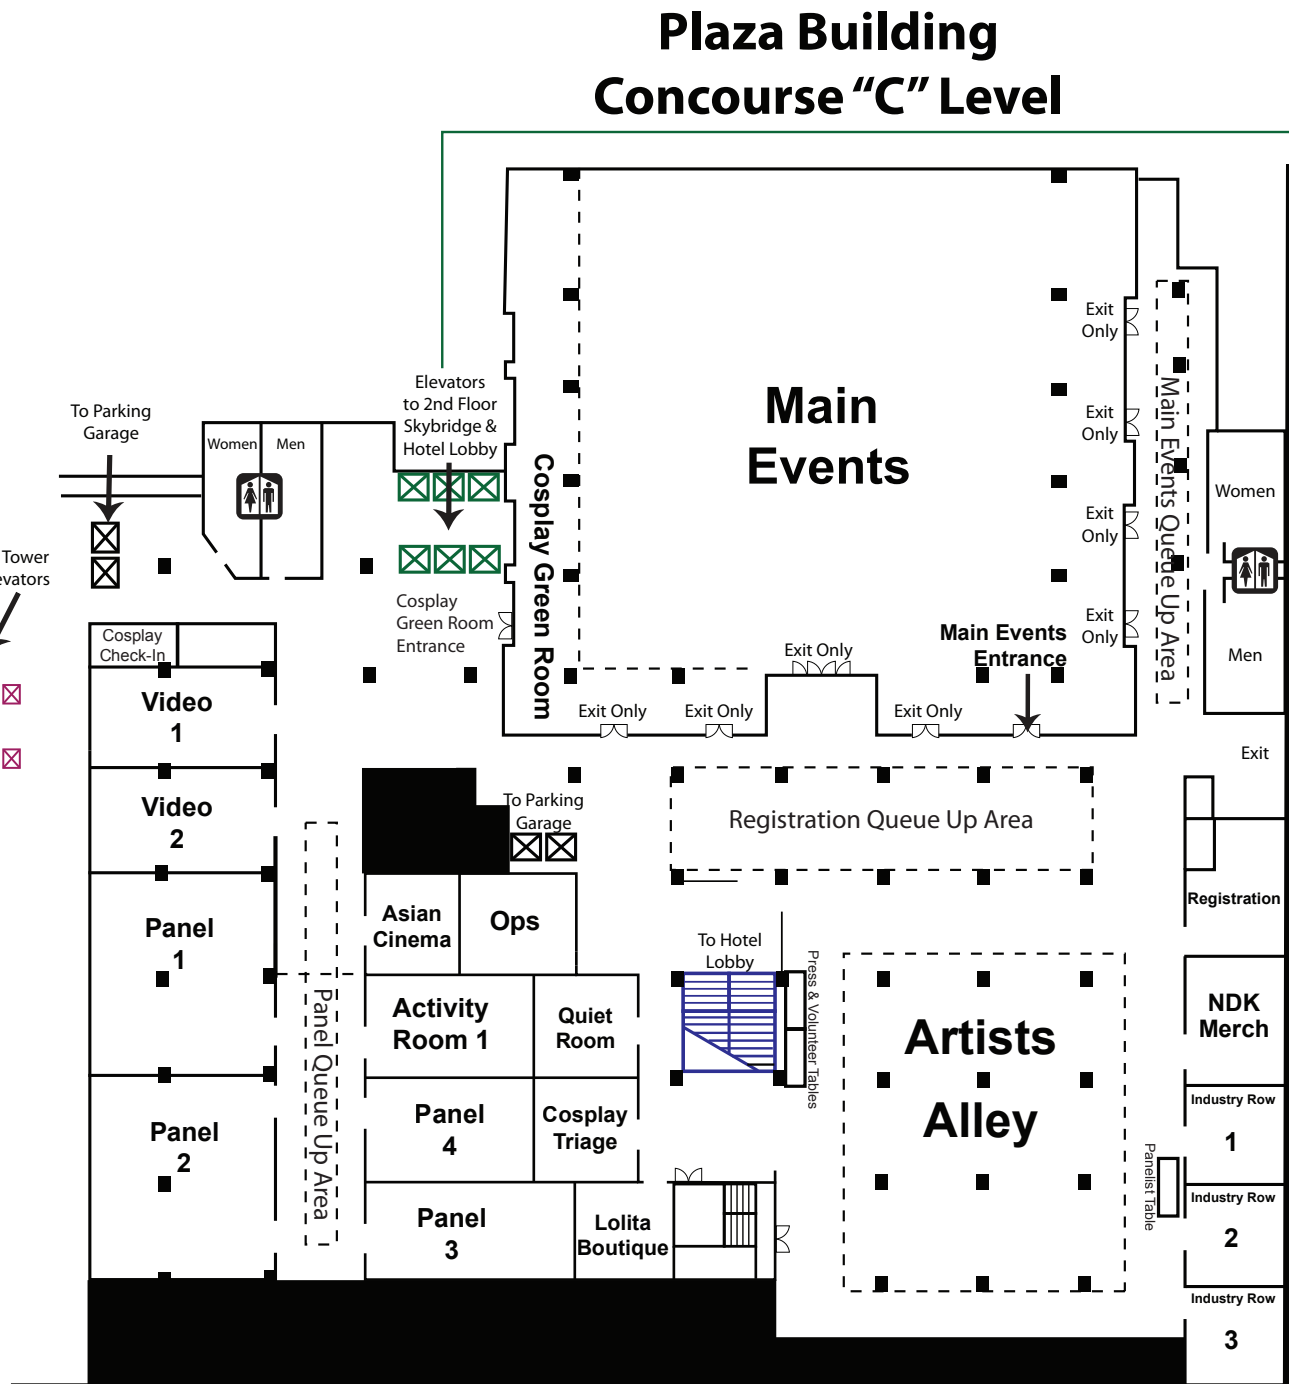 Plaza Building
Concourse “C” Level
Elevators
to 2nd Floor
Skybridge &
Hotel Lobby
To Parking
Garage
Women
Men
Tower
Cosplay Green Room
Main
Events
Exit
Only
Exit
Only
Exit
Only
Exit
Only
Main Events Queue Up Area
Women
Men
Cosplay
Green Room
Entrance
Cosplay
Check-In
Main Events
Entrance
Exit Only
Exit Only
Exit Only
Exit Only
Exit
Video
1
Video
2
To Parking
Garage
Registration Queue Up Area
Registration
Panel
1
Asian
Cinema
Ops
To Hotel
Lobby
Press & Volunteer Tables
Panel Queue Up Area
Activity
Room 1
Quiet
Room
Artists
Alley
NDK
Merch
Panel
2
Panel
4
Cosplay
Triage
Panelist Table
Industry Row
1
Industry Row
2
Panel
3
Lolita
Boutique
Industry Row
3